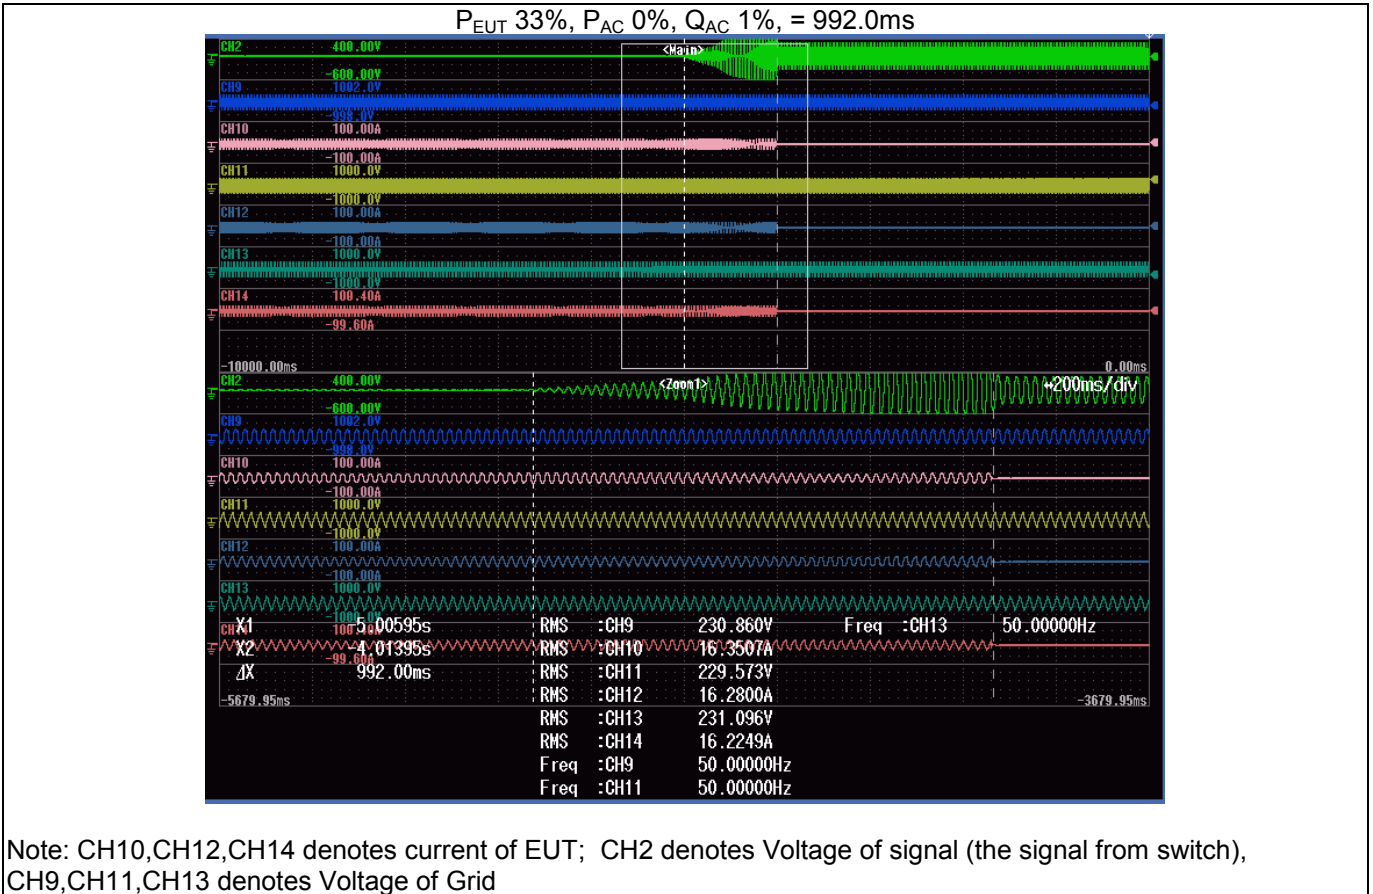 PEUT 33%, PAC 0%, QAC 1%, = 992.0ms
CH2 400.00V <Main>
-600.00V
CH9 1002.0V
-998.0V
CH10 100.00A
-100.00A
CH11 1000.0V
-1000.0V
CH12 100.00A
-100.00A
CH13 1000.0V
-1000.0V
CH14 100.40A
-99.60A
-10000.00ms 0.00ms
CH2 400.00V <Zoom1> ↔200ms/div
-600.00V
CH9 1002.0V
-998.0V
CH10 100.00A
-100.00A
CH11 1000.0V
-1000.0V
CH12 100.00A
-100.00A
CH13 1000.0V
-1000.0V
X1 -5.00595s RMS :CH9 230.860V Freq :CH13 50.00000Hz
X2 -4.01395s RMS :CH10 16.3507A
-99.60A
ΔX 992.00ms RMS :CH11 229.573V
-5679.95ms RMS :CH12 16.2800A -3679.95ms
RMS :CH13 231.096V
RMS :CH14 16.2249A
Freq :CH9 50.00000Hz
Freq :CH11 50.00000Hz
Note: CH10,CH12,CH14 denotes current of EUT; CH2 denotes Voltage of signal (the signal from switch),
CH9,CH11,CH13 denotes Voltage of Grid